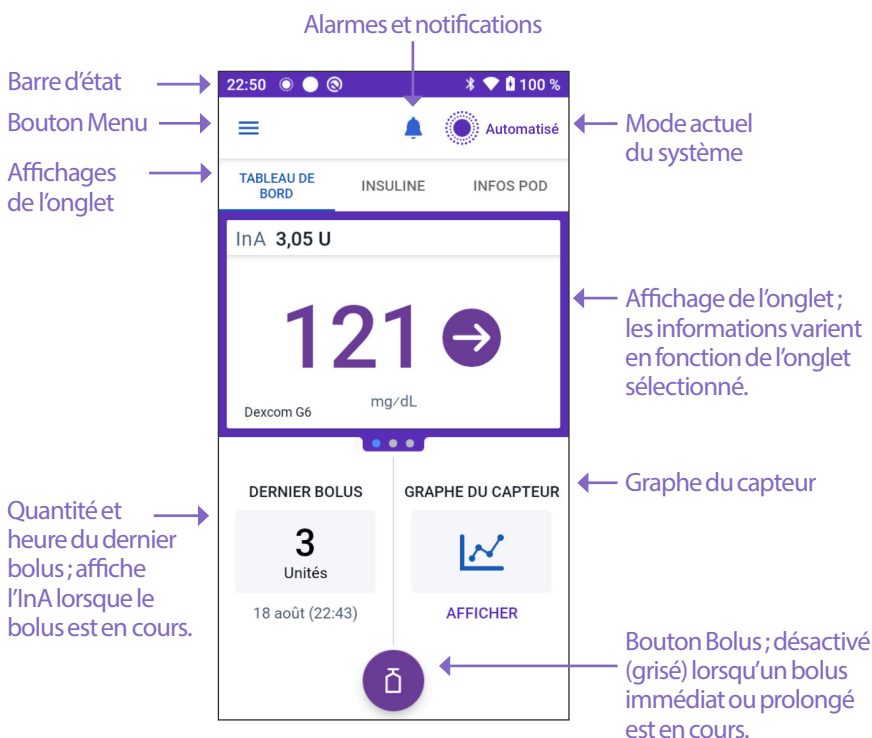 Alarmes et notifications
Barre d'état
22:50
100 %
Bouton Menu
Automatisé
Mode actuel
du système
Affichages
de l'onglet
TABLEAU DE
BORD
INSULINE
INFOS POD
InA 3,05 U
121
mg/dL
Dexcom G6
Affichage de l'onglet ;
les informations varient
en fonction de l'onglet
sélectionné.
DERNIER BOLUS
GRAPHE DU CAPTEUR
Graphe du capteur
Quantité et
heure du dernier
bolus ; affiche
l'InA lorsque le
bolus est en cours.
3
Unités
18 août (22:43)
AFFICHER
Bouton Bolus ; désactivé
(grisé) lorsqu'un bolus
immédiat ou prolongé
est en cours.